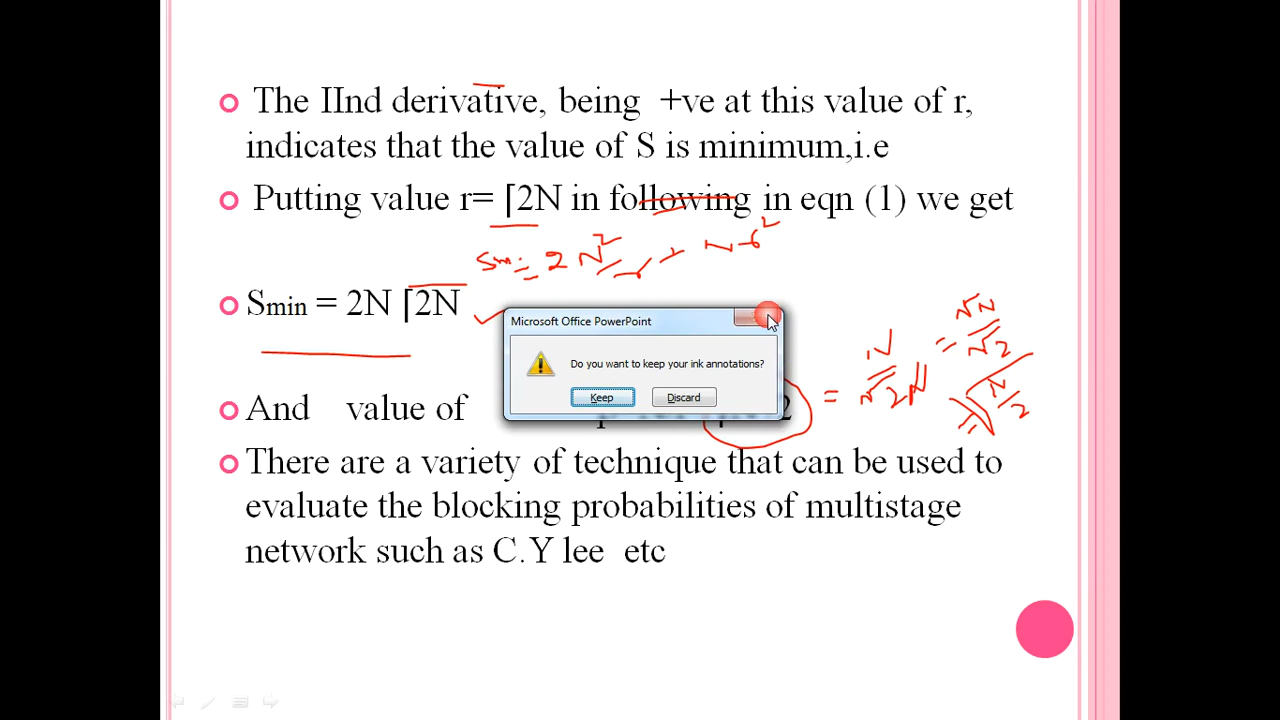 The IInd derivative, being +ve at this value of r,
indicates that the value of S is minimum,i.e
Putting value r= ⌈2N in following in eqn (1) we get
Smin = 2N ⌈2N
Microsoft Office PowerPoint
Do you want to keep your ink annotations?
Keep Discard
And value of
= N/√2N = √N/√2
= √N/2
There are a variety of technique that can be used to
evaluate the blocking probabilities of multistage
network such as C.Y lee etc